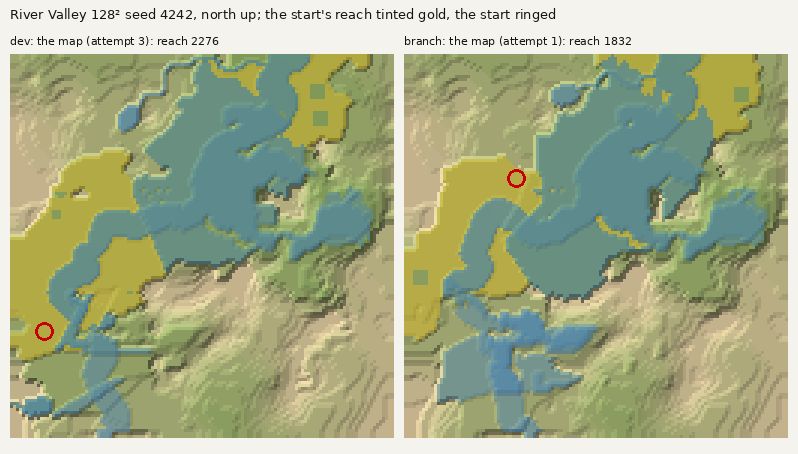 River Valley 128² seed 4242, north up; the start's reach tinted gold, the start ringed
dev: the map (attempt 3): reach 2276
branch: the map (attempt 1): reach 1832